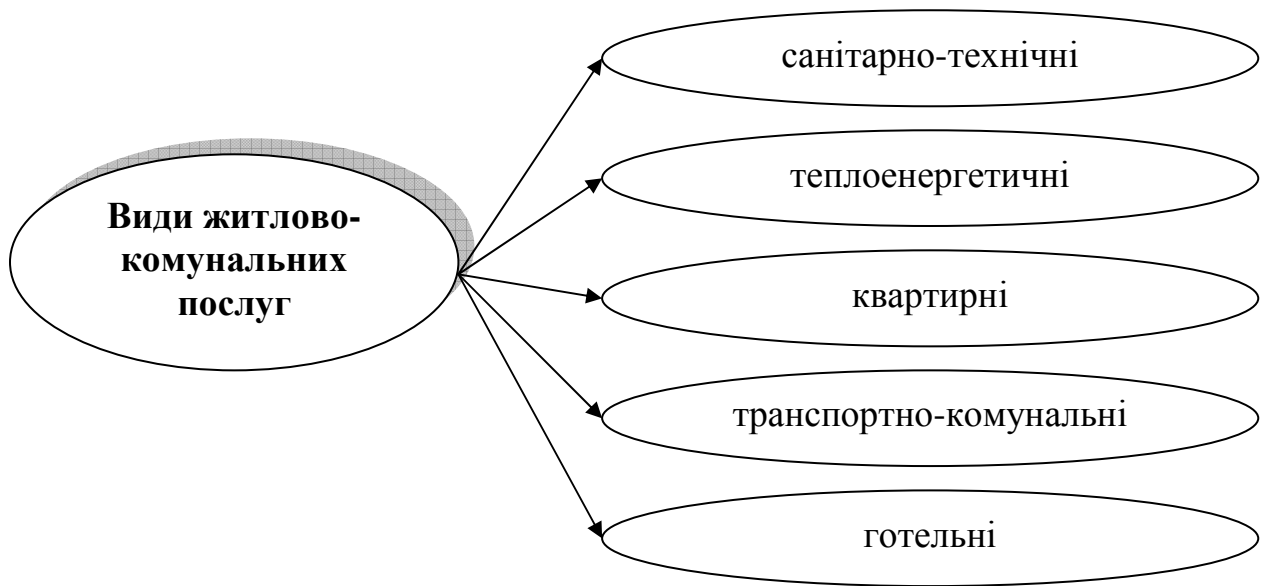 санітарно-технічні
теплоенергетичні
Види житлово-
комунальних
послуг
квартирні
транспортно-комунальні
готельні